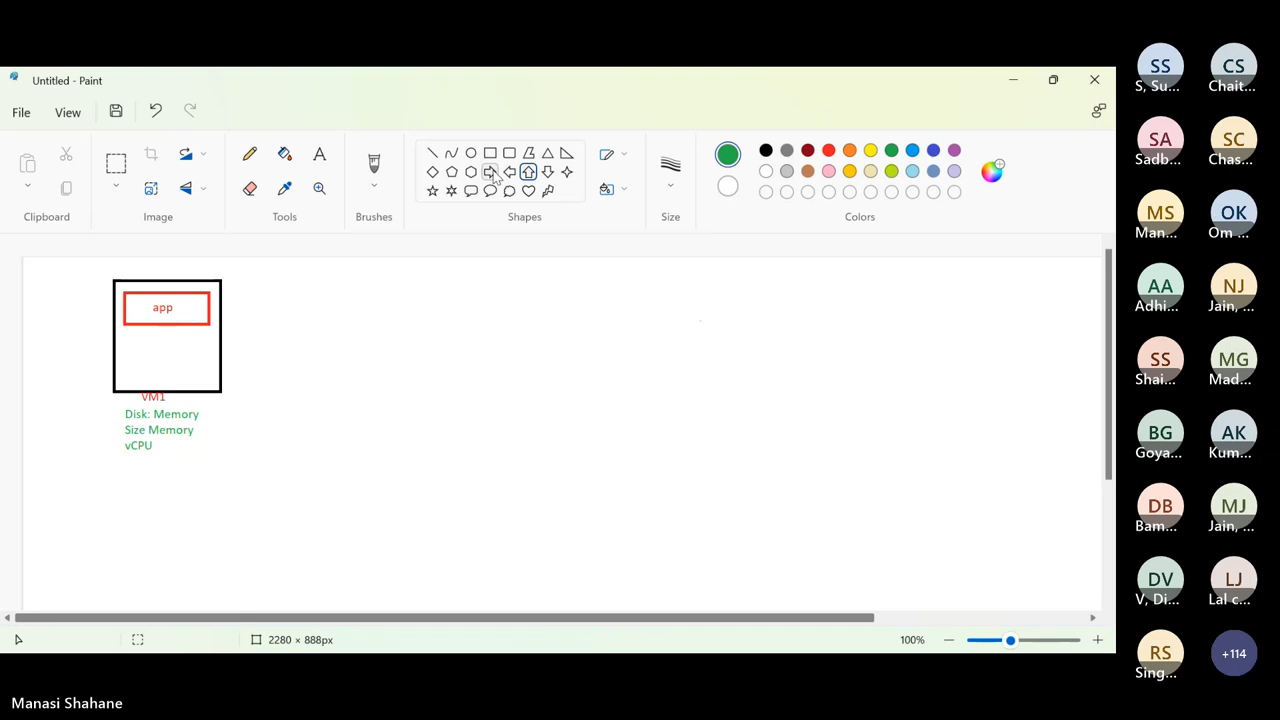 Untitled - Paint
File
View
Clipboard
Image
Tools
Brushes
Shapes
Size
Colors
app
VM1
Disk: Memory
Size Memory
vCPU
2280 × 888px
100%
SS
S, Su...
CS
Chait...
SA
Sadb...
SC
Chas...
MS
Man...
OK
Om ...
AA
Adhi...
NJ
Jain, ...
SS
Shai...
MG
Mad...
BG
Goya...
AK
Kum...
DB
Bam...
MJ
Jain, ...
DV
V, Di...
LJ
Lal c...
RS
Sing...
+114
Manasi Shahane